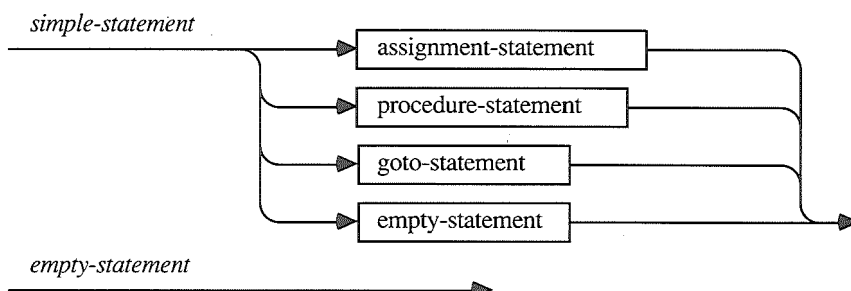 simple-statement
assignment-statement
procedure-statement
goto-statement
empty-statement
empty-statement